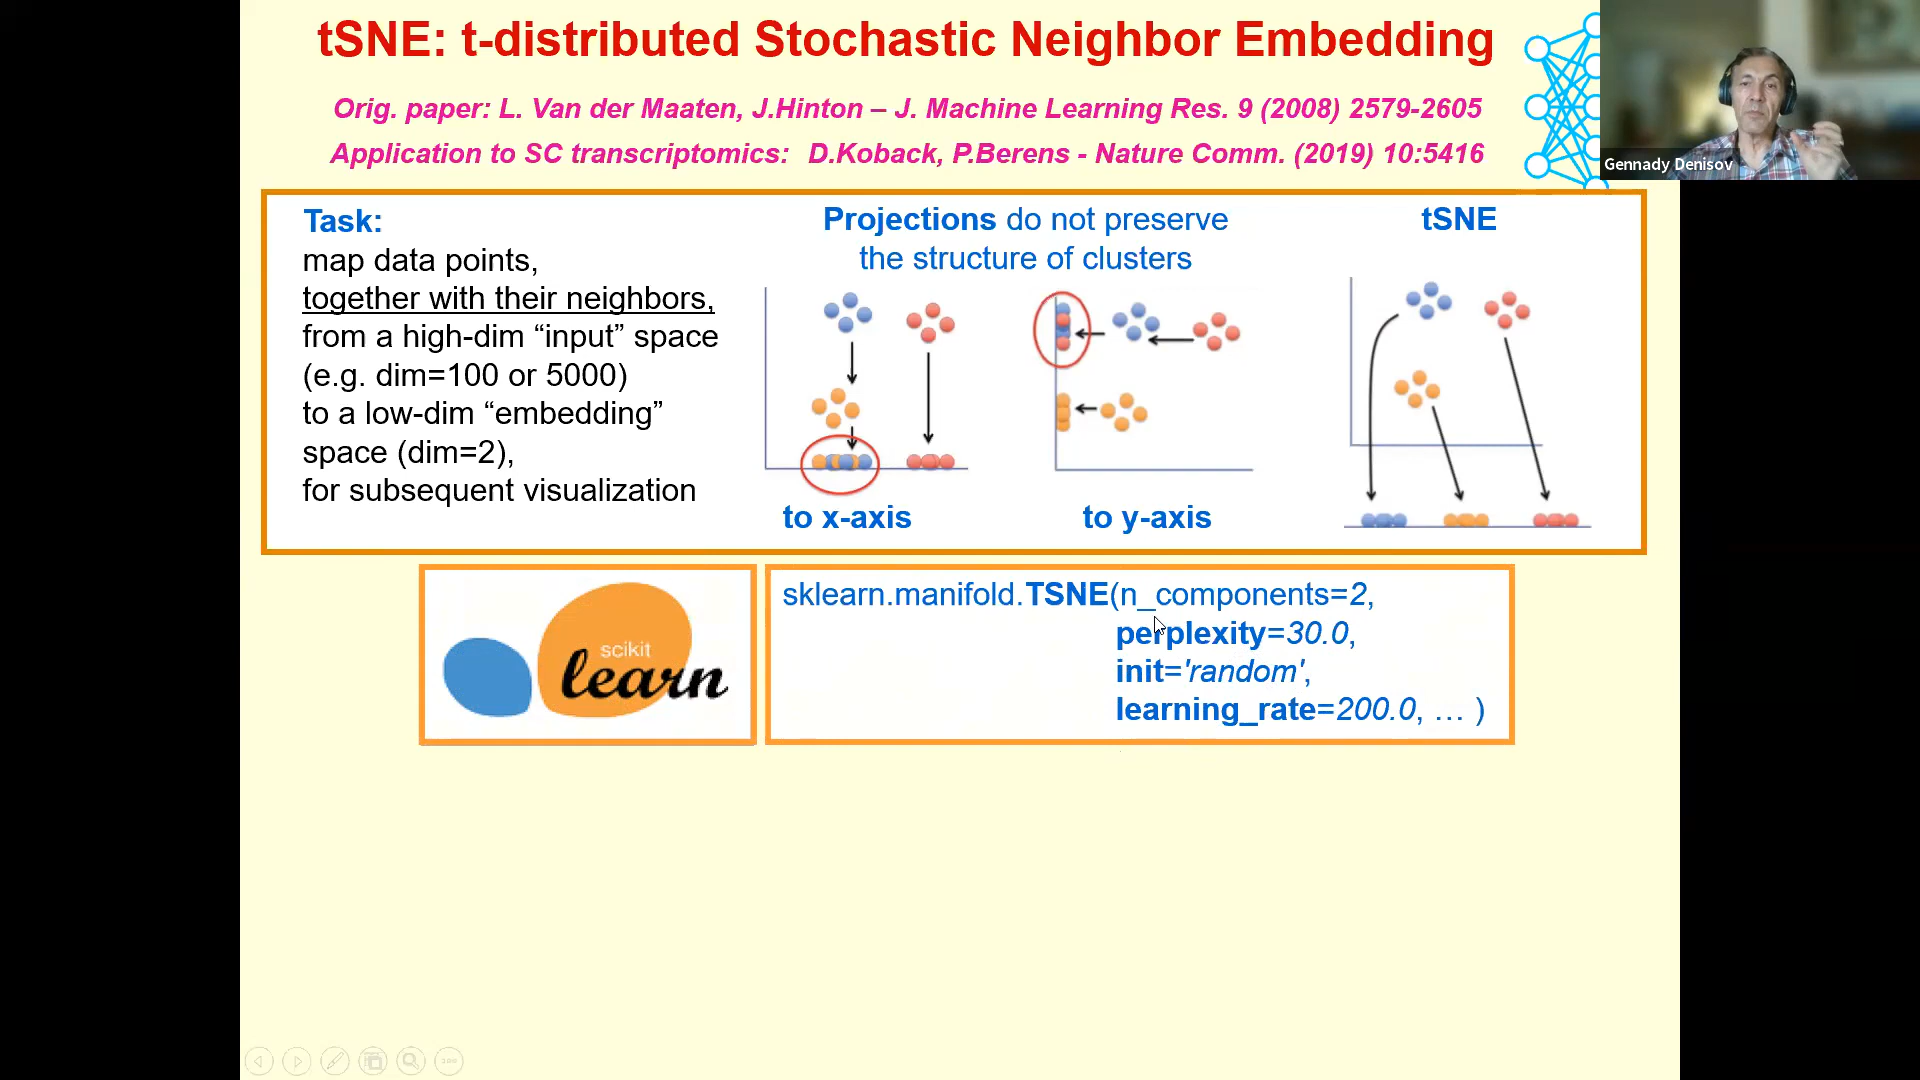 tSNE: t-distributed Stochastic Neighbor Embedding
Orig. paper: L. Van der Maaten, J.Hinton – J. Machine Learning Res. 9 (2008) 2579-2605
Application to SC transcriptomics: D.Koback, P.Berens - Nature Comm. (2019) 10:5416
Gennady Denisov
Task:
map data points,
together with their neighbors,
from a high-dim “input” space
(e.g. dim=100 or 5000)
to a low-dim “embedding”
space (dim=2),
for subsequent visualization
Projections do not preserve
the structure of clusters
to x-axis
to y-axis
tSNE
scikit
learn
sklearn.manifold.TSNE(n_components=2,
perplexity=30.0,
init='random',
learning_rate=200.0, … )